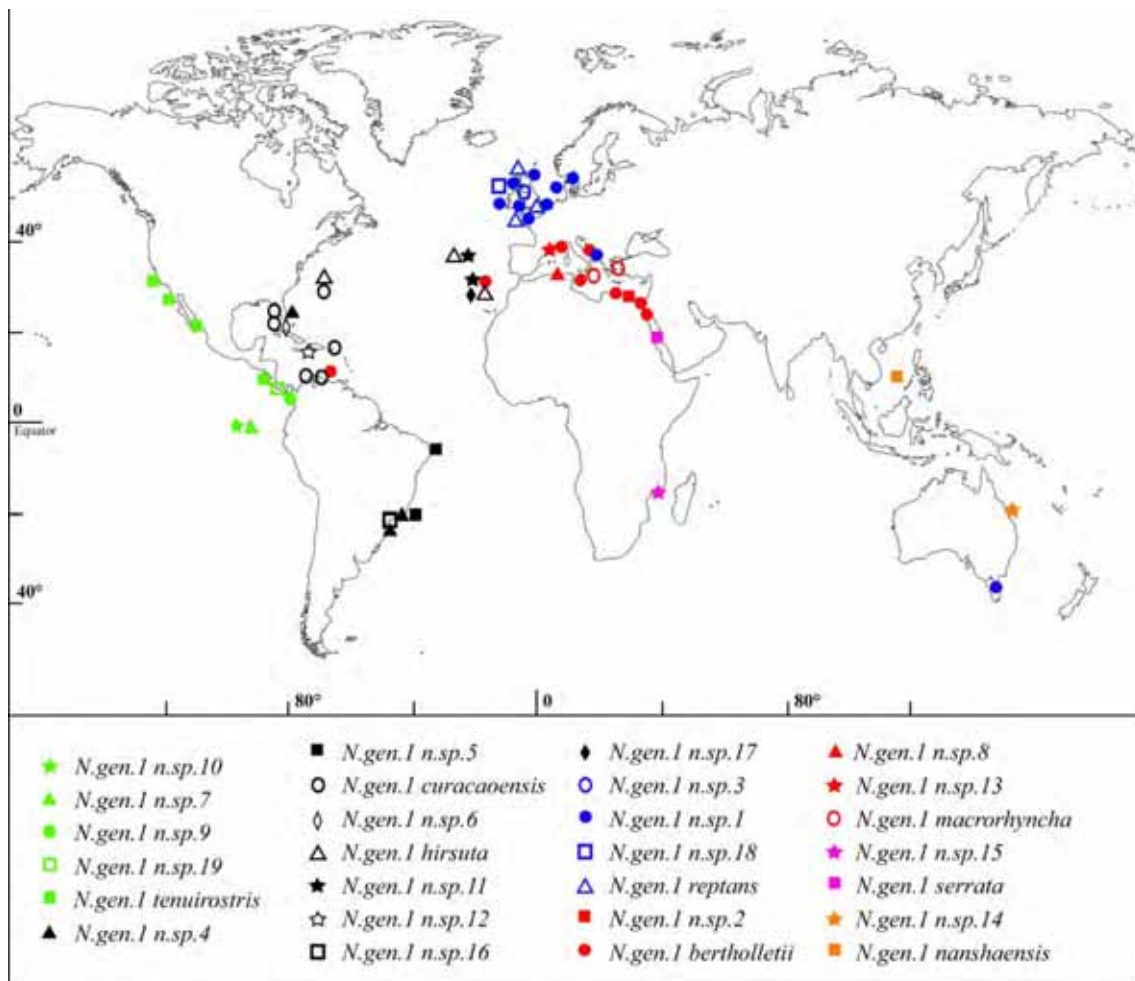 40°
0
Equator
40°
80°
0
80°
N.gen.1 n.sp.10
N.gen.1 n.sp.7
N.gen.1 n.sp.9
N.gen.1 n.sp.19
N.gen.1 tenuirostris
N.gen.1 n.sp.4
N.gen.1 n.sp.5
N.gen.1 curacaoensis
N.gen.1 n.sp.6
N.gen.1 hirsuta
N.gen.1 n.sp.11
N.gen.1 n.sp.12
N.gen.1 n.sp.16
N.gen.1 n.sp.17
N.gen.1 n.sp.3
N.gen.1 n.sp.1
N.gen.1 n.sp.18
N.gen.1 reptans
N.gen.1 n.sp.2
N.gen.1 bertholletii
N.gen.1 n.sp.8
N.gen.1 n.sp.13
N.gen.1 macrorhyncha
N.gen.1 n.sp.15
N.gen.1 serrata
N.gen.1 n.sp.14
N.gen.1 nanshaensis